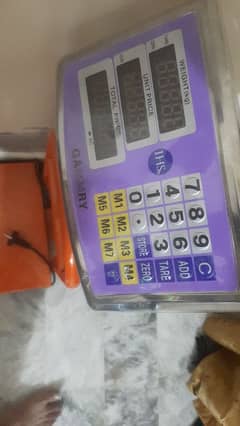 WEIGHT(KG)
UNIT PRICE
TOTAL PRICE
IHS
M5 M1 0 1 4 7
M6 M2 . 2 5 8
M7 M3 STORE 3 6 9
M4 ZERO TARE ADD C